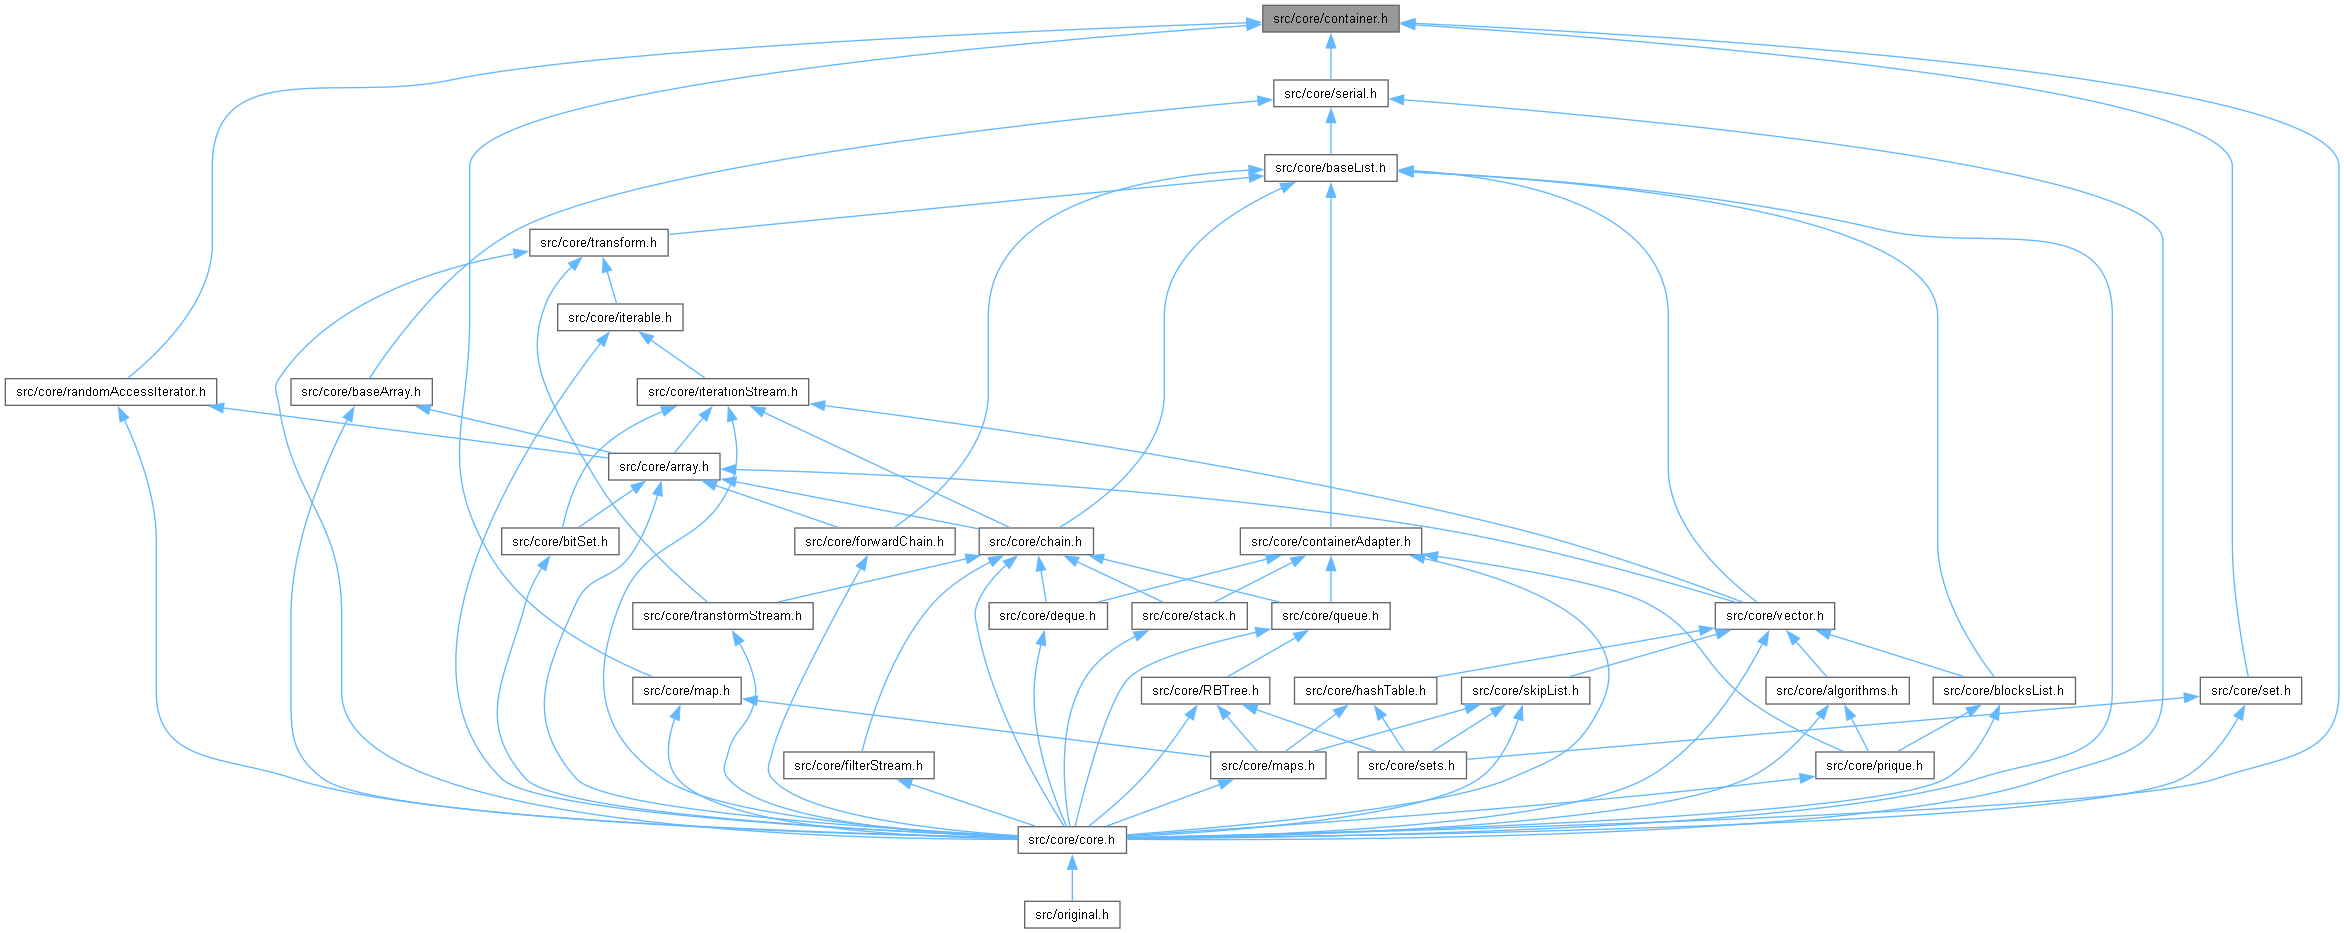 src/core/container.h
src/core/serial.h
src/core/baseList.h
src/core/transform.h
src/core/iterable.h
src/core/randomAccessIterator.h
src/core/baseArray.h
src/core/iterationStream.h
src/core/array.h
src/core/bitSet.h
src/core/forwardChain.h
src/core/chain.h
src/core/containerAdapter.h
src/core/transformStream.h
src/core/deque.h
src/core/stack.h
src/core/queue.h
src/core/vector.h
src/core/map.h
src/core/RBTree.h
src/core/hashTable.h
src/core/skipList.h
src/core/algorithms.h
src/core/blocksList.h
src/core/set.h
src/core/filterStream.h
src/core/maps.h
src/core/sets.h
src/core/prique.h
src/core/core.h
src/original.h